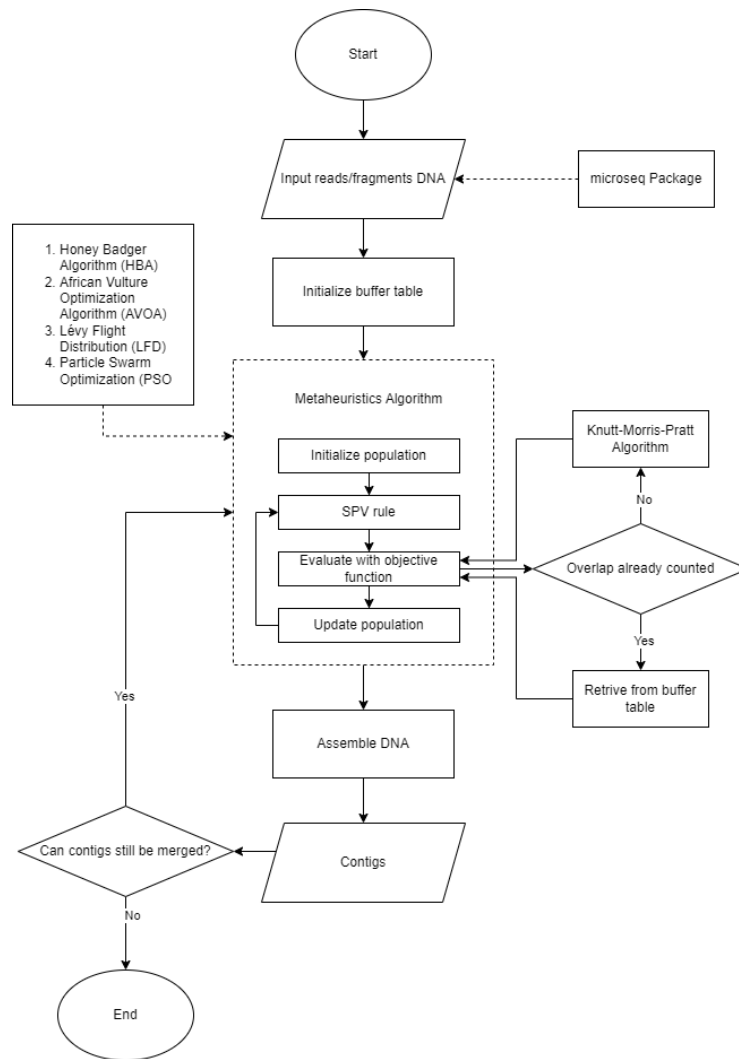 Start
Input reads/fragments DNA
microseq Package
1. Honey Badger
Algorithm (HBA)
2. African Vulture
Optimization
Algorithm (AVOA)
3. Lévy Flight
Distribution (LFD)
4. Particle Swarm
Optimization (PSO
Initialize buffer table
Metaheuristics Algorithm
Initialize population
SPV rule
Evaluate with objective
function
Update population
Knutt-Morris-Pratt
Algorithm
No
Overlap already counted
Yes
Retrive from buffer
table
Yes
Assemble DNA
Can contigs still be merged?
Contigs
No
End